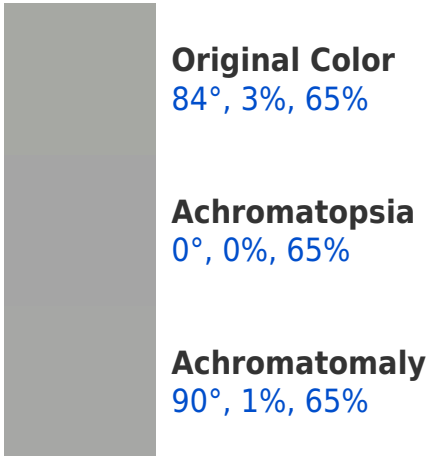 Original Color
84°, 3%, 65%
Achromatopsia
0°, 0%, 65%
Achromatomaly
90°, 1%, 65%